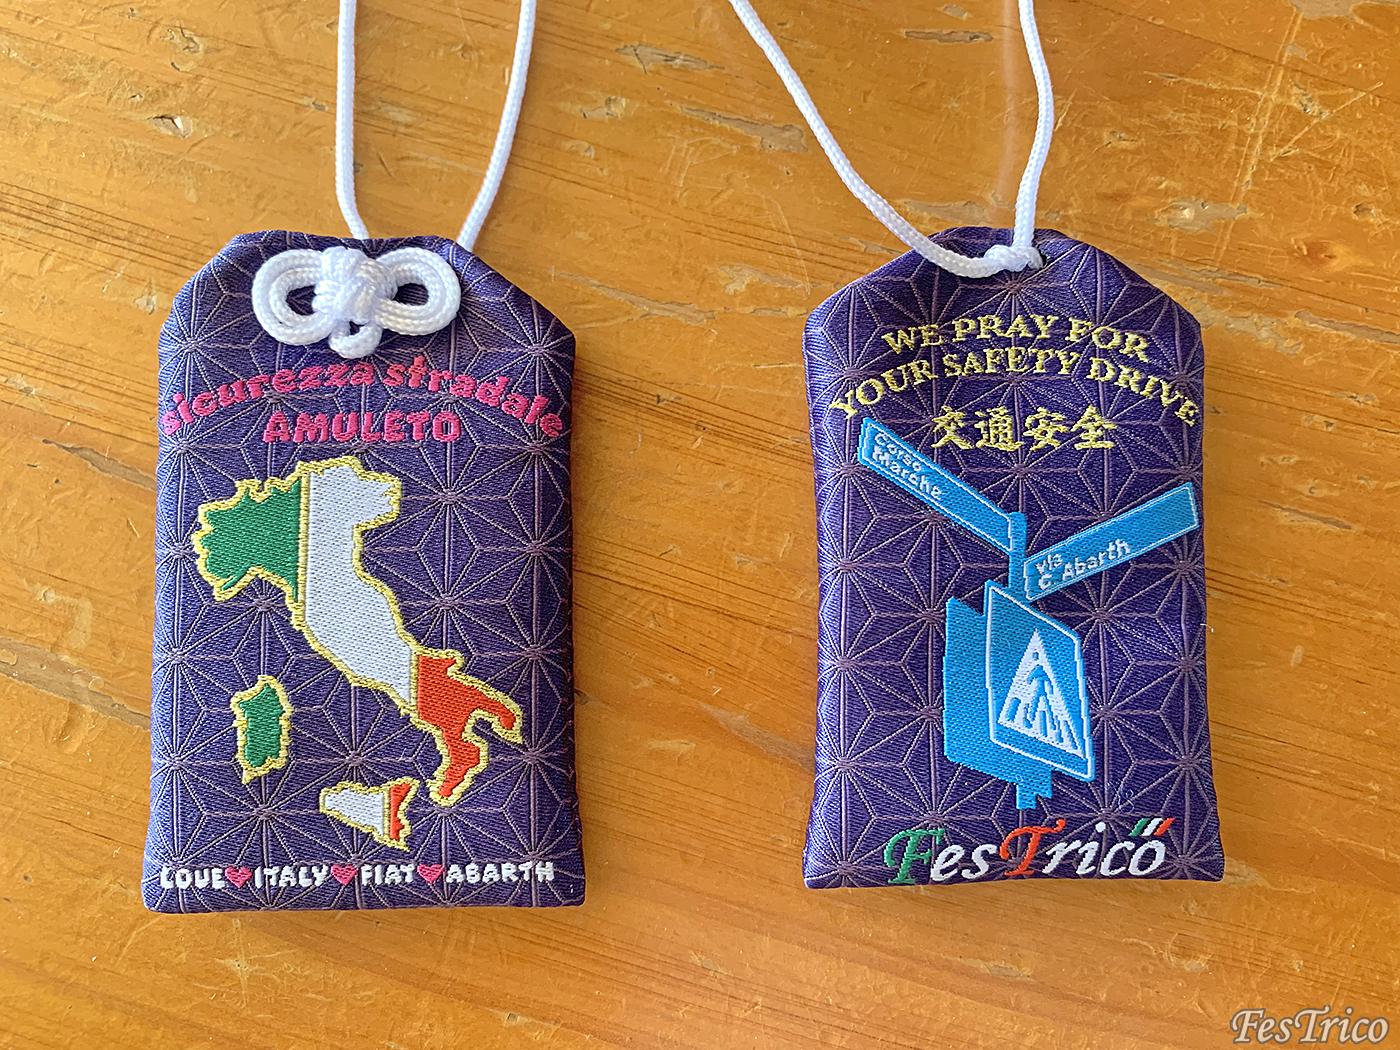 sicurezza stradale
AMULETO
LOVE♥ITALY♥FIAT♥ABARTH
WE PRAY FOR
YOUR SAFETY DRIVE
交通安全
Corso
Marche
via
C. Abarth
FesTrico
FesTrico